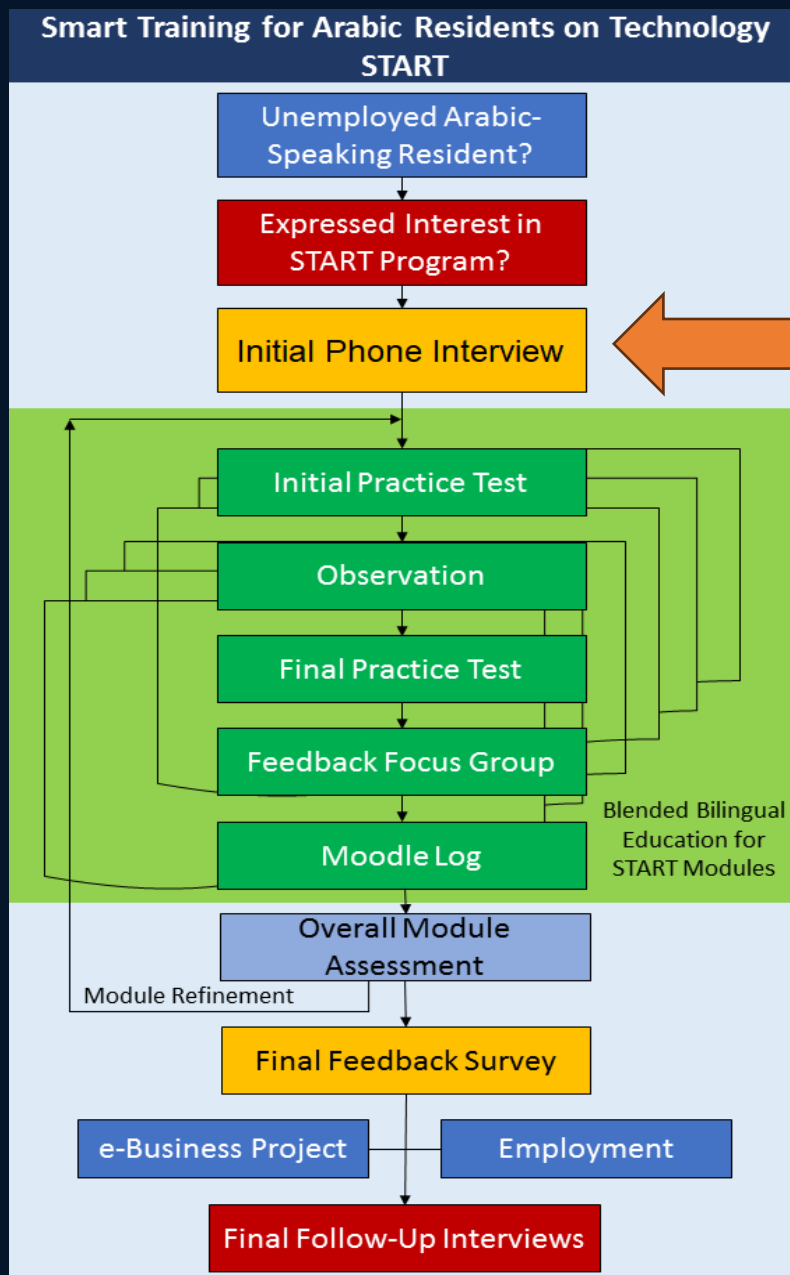 Smart Training for Arabic Residents on Technology
START
Unemployed Arabic-
Speaking Resident?
Expressed Interest in
START Program?
Initial Phone Interview
Initial Practice Test
Observation
Final Practice Test
Feedback Focus Group
Moodle Log
Blended Bilingual
Education for
START Modules
Overall Module
Assessment
Module Refinement
Final Feedback Survey
e-Business Project
Employment
Final Follow-Up Interviews